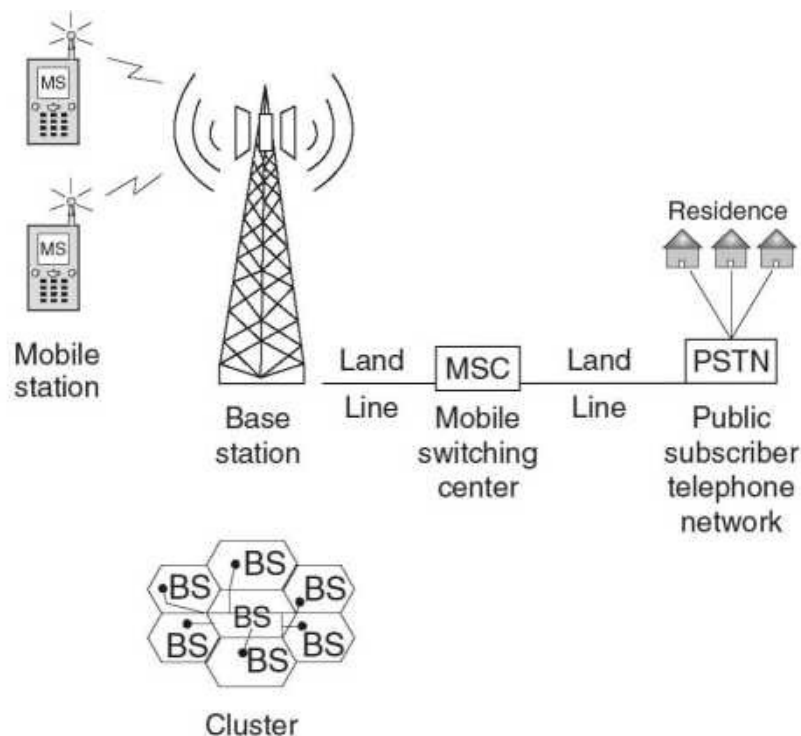 MS
MS
Mobile
station
Base
station
Land
Line
MSC
Mobile
switching
center
Land
Line
Residence
PSTN
Public
subscriber
telephone
network
BS
BS
BS
BS
BS
BS
BS
Cluster